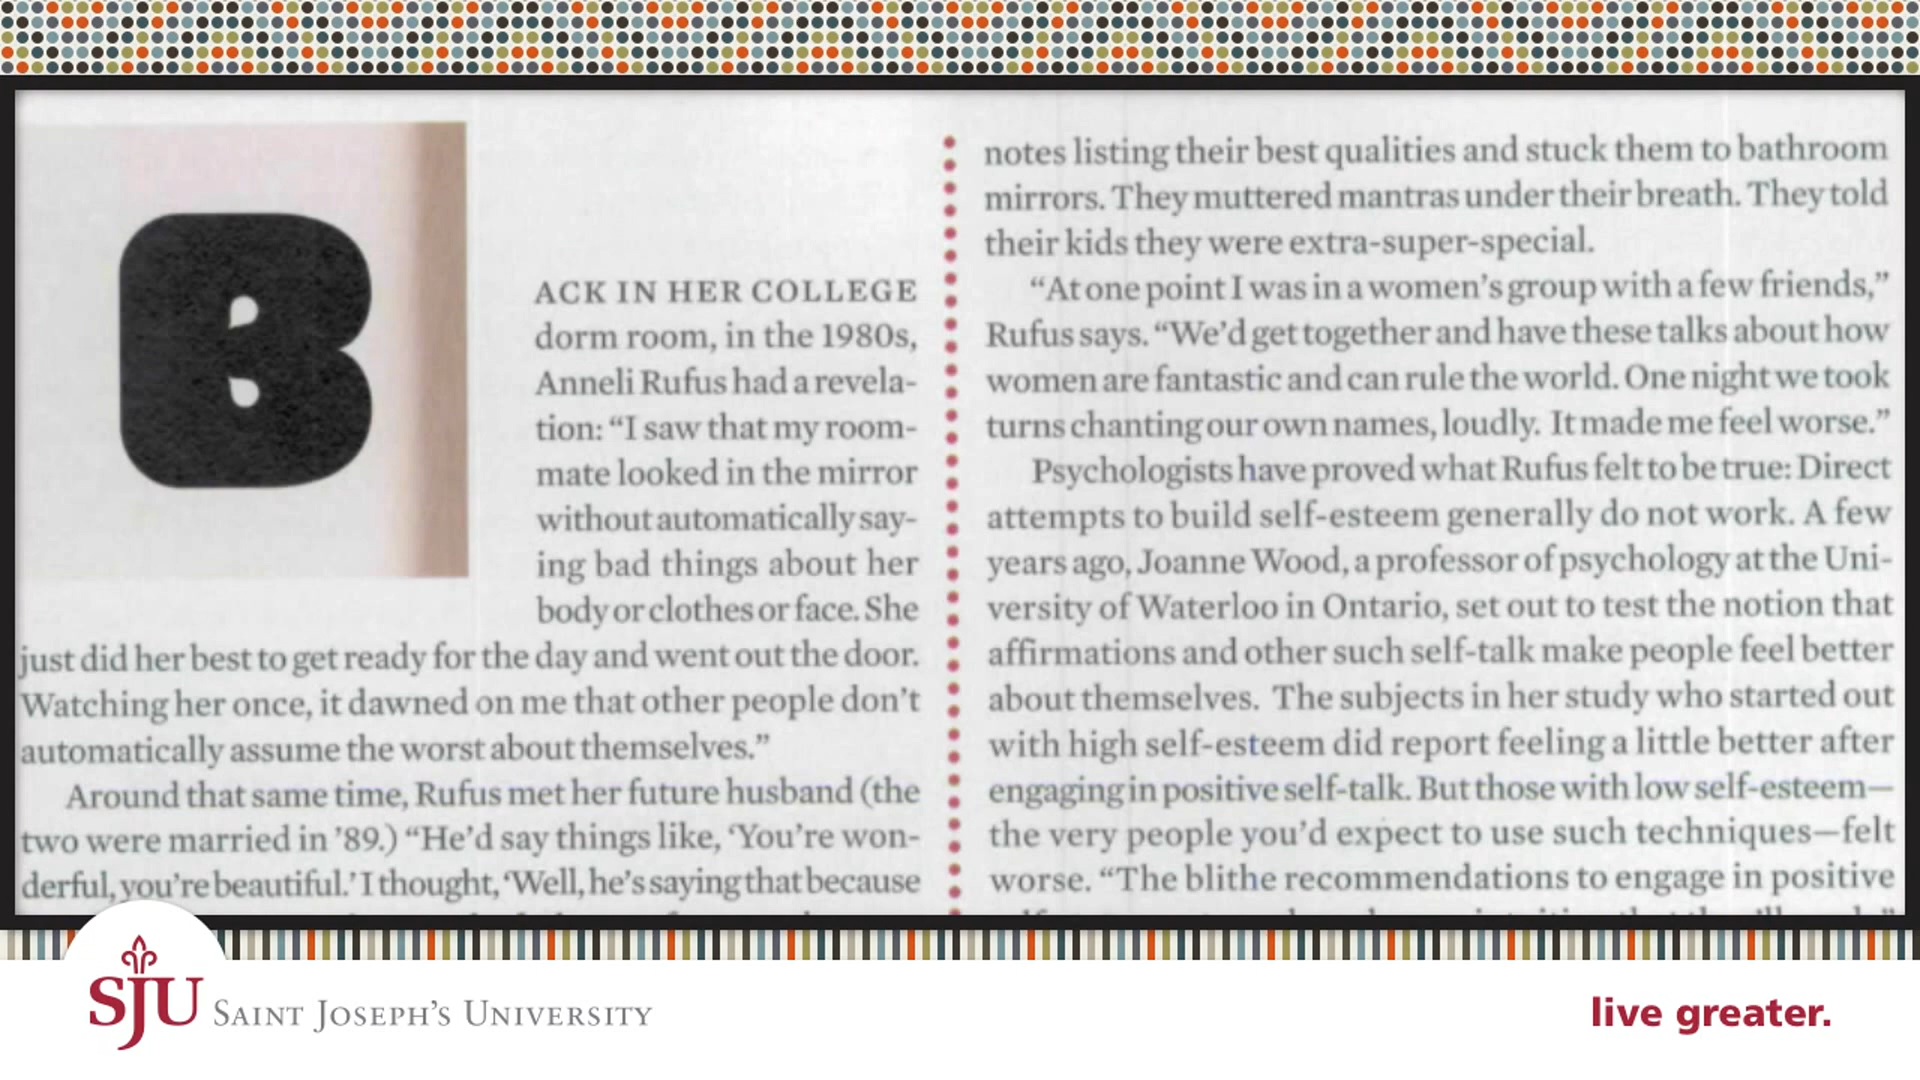 B
ACK IN HER COLLEGE
dorm room, in the 1980s,
Anneli Rufus had a revela-
tion: “I saw that my room-
mate looked in the mirror
without automatically say-
ing bad things about her
body or clothes or face. She
just did her best to get ready for the day and went out the door.
Watching her once, it dawned on me that other people don’t
automatically assume the worst about themselves.”
Around that same time, Rufus met her future husband (the
two were married in ’89.) “He’d say things like, ‘You’re won-
derful, you’re beautiful.’ I thought, ‘Well, he’s saying that because
notes listing their best qualities and stuck them to bathroom
mirrors. They muttered mantras under their breath. They told
their kids they were extra-super-special.
“At one point I was in a women’s group with a few friends,”
Rufus says. “We’d get together and have these talks about how
women are fantastic and can rule the world. One night we took
turns chanting our own names, loudly. It made me feel worse.”
Psychologists have proved what Rufus felt to be true: Direct
attempts to build self-esteem generally do not work. A few
years ago, Joanne Wood, a professor of psychology at the Uni-
versity of Waterloo in Ontario, set out to test the notion that
affirmations and other such self-talk make people feel better
about themselves. The subjects in her study who started out
with high self-esteem did report feeling a little better after
engaging in positive self-talk. But those with low self-esteem—
the very people you’d expect to use such techniques—felt
worse. “The blithe recommendations to engage in positive
SJU SAINT JOSEPH’S UNIVERSITY
live greater.